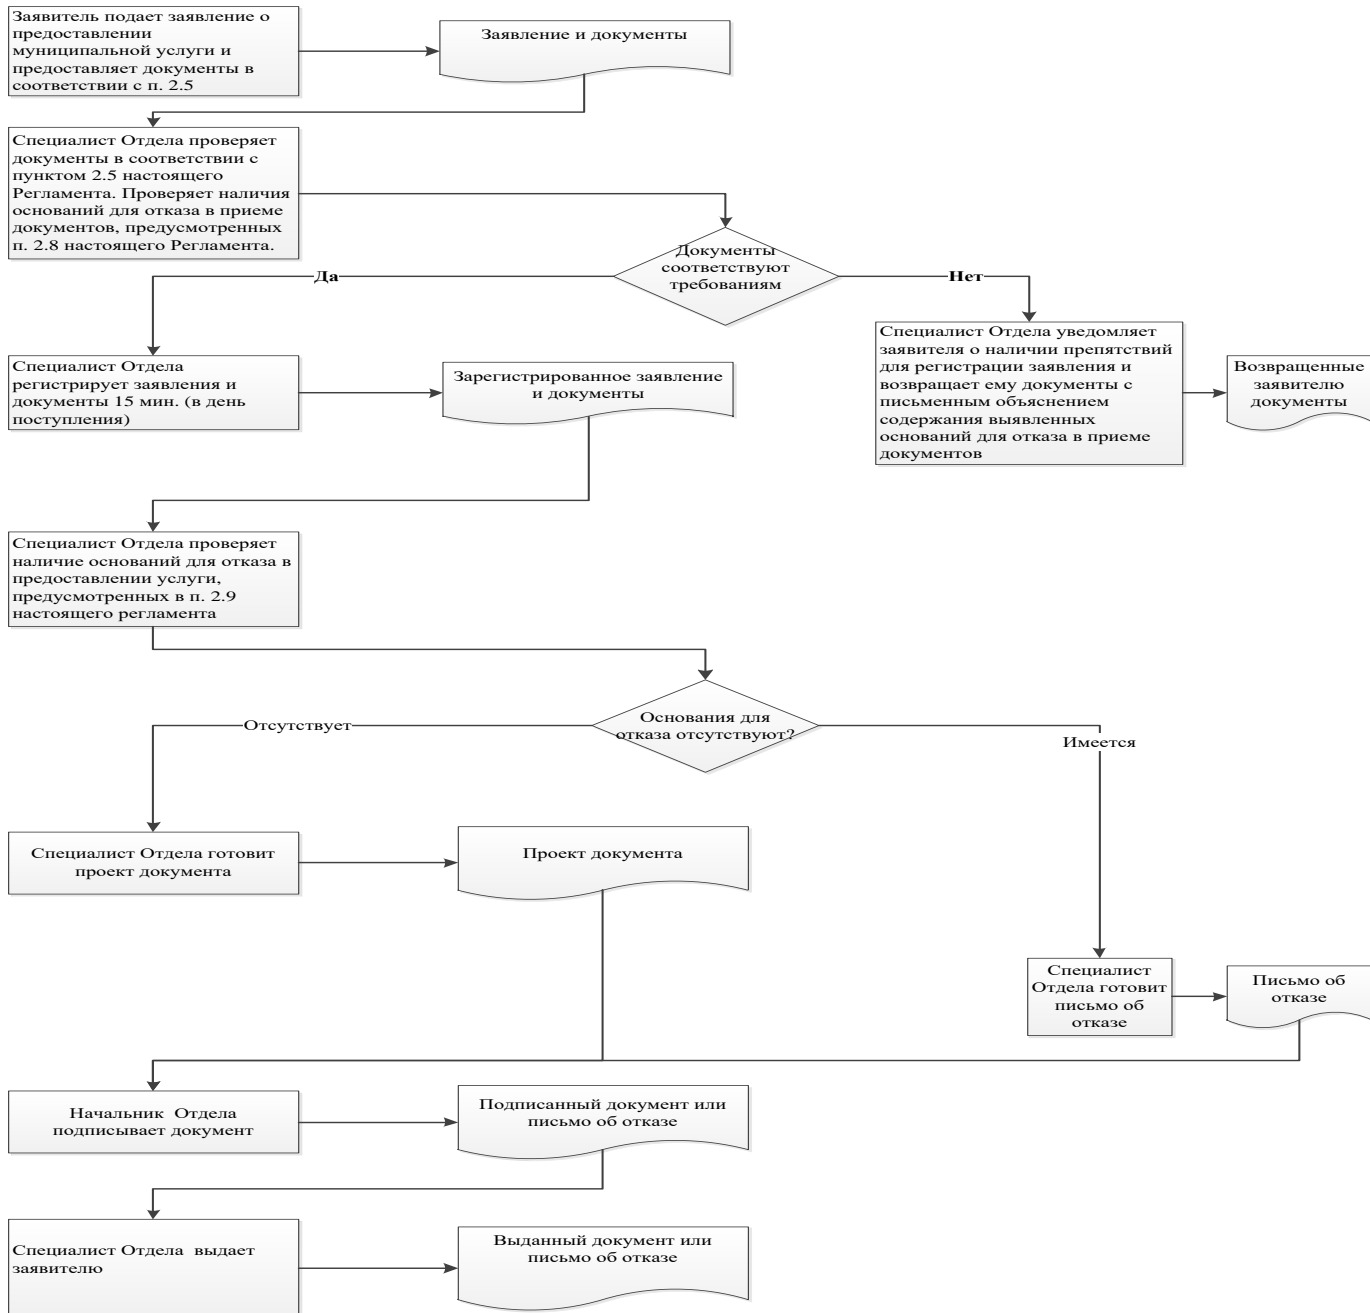 Заявитель подает заявление о
предоставлении
муниципальной услуги и
предоставляет документы в
соответствии с п. 2.5
Заявление и документы
Специалист Отдела проверяет
документы в соответствии с
пунктом 2.5 настоящего
Регламента. Проверяет наличия
оснований для отказа в приеме
документов, предусмотренных
п. 2.8 настоящего Регламента.
Документы
соответствуют
требованиям
Да
Нет
Специалист Отдела
регистрирует заявления и
документы 15 мин. (в день
поступления)
Зарегистрированное заявление
и документы
Специалист Отдела уведомляет
заявителя о наличии препятствий
для регистрации заявления и
возвращает ему документы с
письменным объяснением
содержания выявленных
оснований для отказа в приеме
документов
Возвращенные
заявителю
документы
Специалист Отдела проверяет
наличие оснований для отказа в
предоставлении услуги,
предусмотренных в п. 2.9
настоящего регламента
Основания для
отказа отсутствуют?
Отсутствует
Имеется
Специалист Отдела готовит
проект документа
Проект документа
Специалист
Отдела готовит
письмо об
отказе
Письмо об
отказе
Начальник  Отдела
подписывает документ
Подписанный документ или
письмо об отказе
Специалист Отдела  выдает
заявителю
Выданный документ или
письмо об отказе